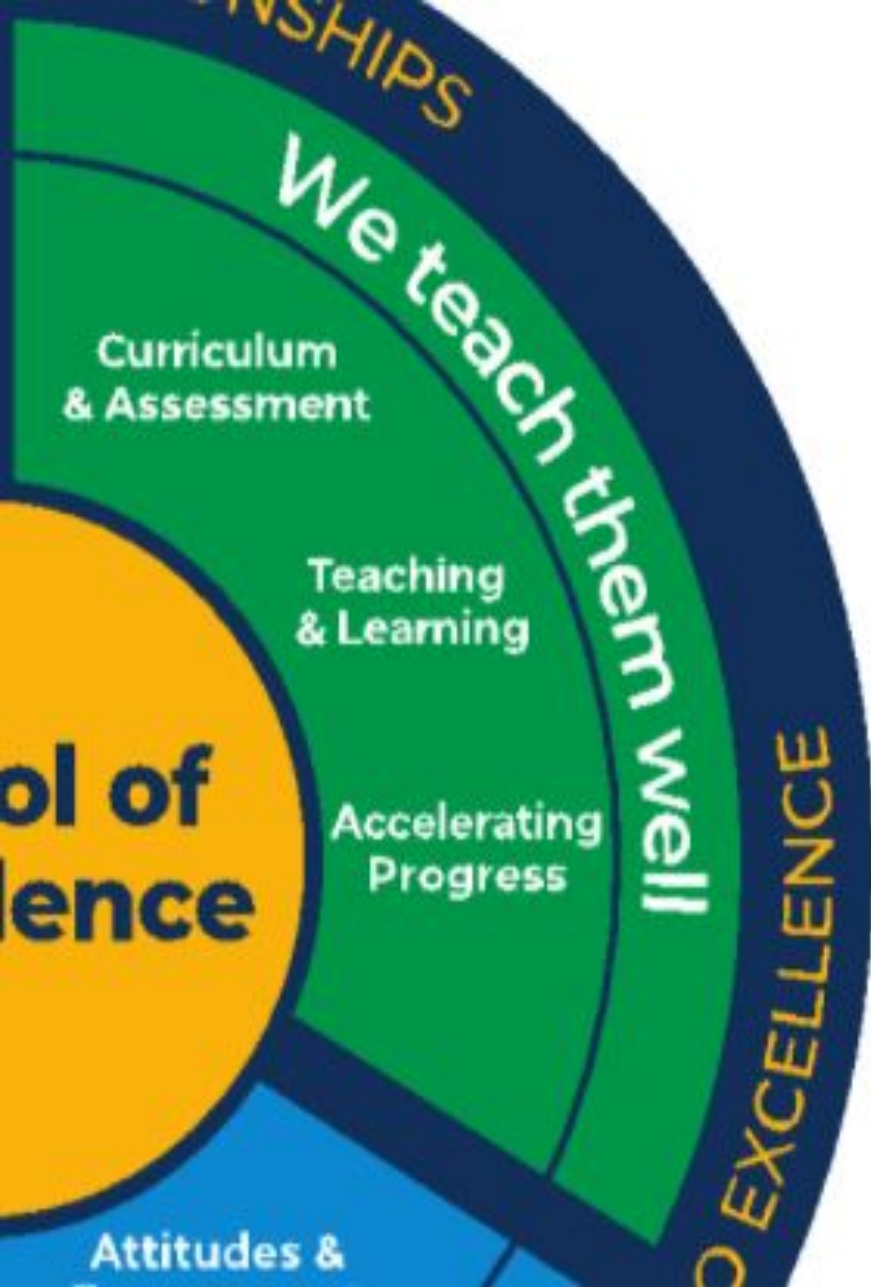 NSHIPS
We teach them well
Curriculum
& Assessment
Teaching
& Learning
Accelerating
Progress
ol of
lence
O EXCELLENCE
Attitudes &